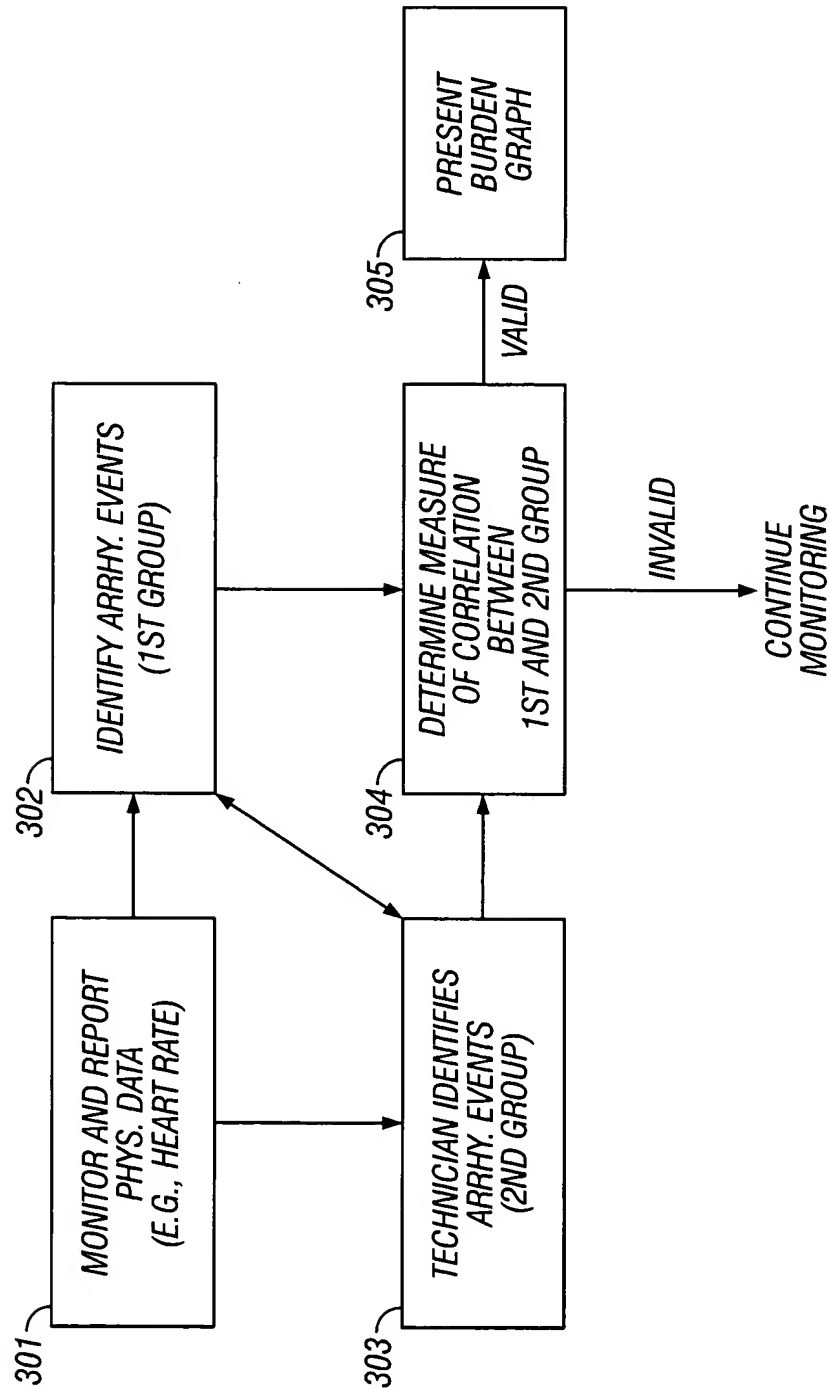 301
MONITOR AND REPORT
PHYS. DATA
(E.G., HEART RATE)
302
IDENTIFY ARRHY. EVENTS
(1ST GROUP)
303
TECHNICIAN IDENTIFIES
ARRHY. EVENTS
(2ND GROUP)
304
DETERMINE MEASURE
OF CORRELATION
BETWEEN
1ST AND 2ND GROUP
VALID
305
PRESENT
BURDEN
GRAPH
INVALID
CONTINUE
MONITORING